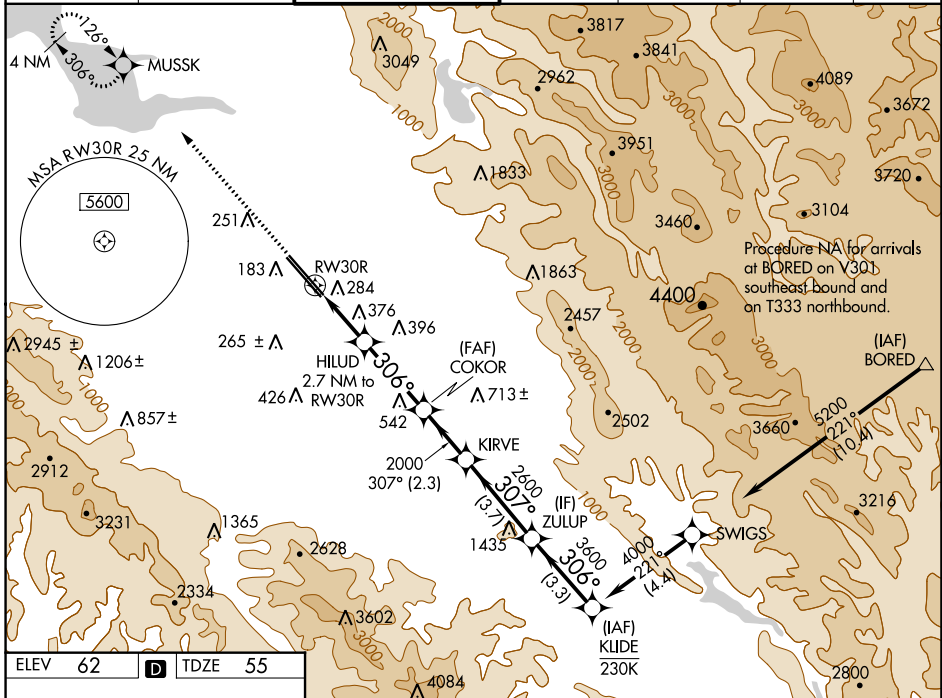 126°
306°
4 NM
MUSSK
MSA RW30R 25 NM
5600
2000
3049
1000
3817
3841
2962
3000
4089
3000
3672
3951
3000
3720
1833
3460
3104
Procedure NA for arrivals
at BORED on V301
southeast bound and
on T333 northbound.
251
183
RW30R
284
376
396
265 ±
HILUD
2.7 NM to
RW30R
306°
(FAF)
COKOR
1863
2457
4400
2000
3000
(IAF)
BORED
2945 ±
1206 ±
1000
857 ±
426
542
713 ±
2502
3660
5200
221°
(10.4)
KIRVE
2000
307° (2.3)
2600
307°
(3.7)
1000
2912
3231
1365
1435
(IF)
ZULUP
3216
SWIGS
2628
3600
306°
(3.3)
4000
221°
(4.4)
2334
3602
3000
(IAF)
KLIDE
230K
ELEV 62
D
TDZE 55
4084
2800